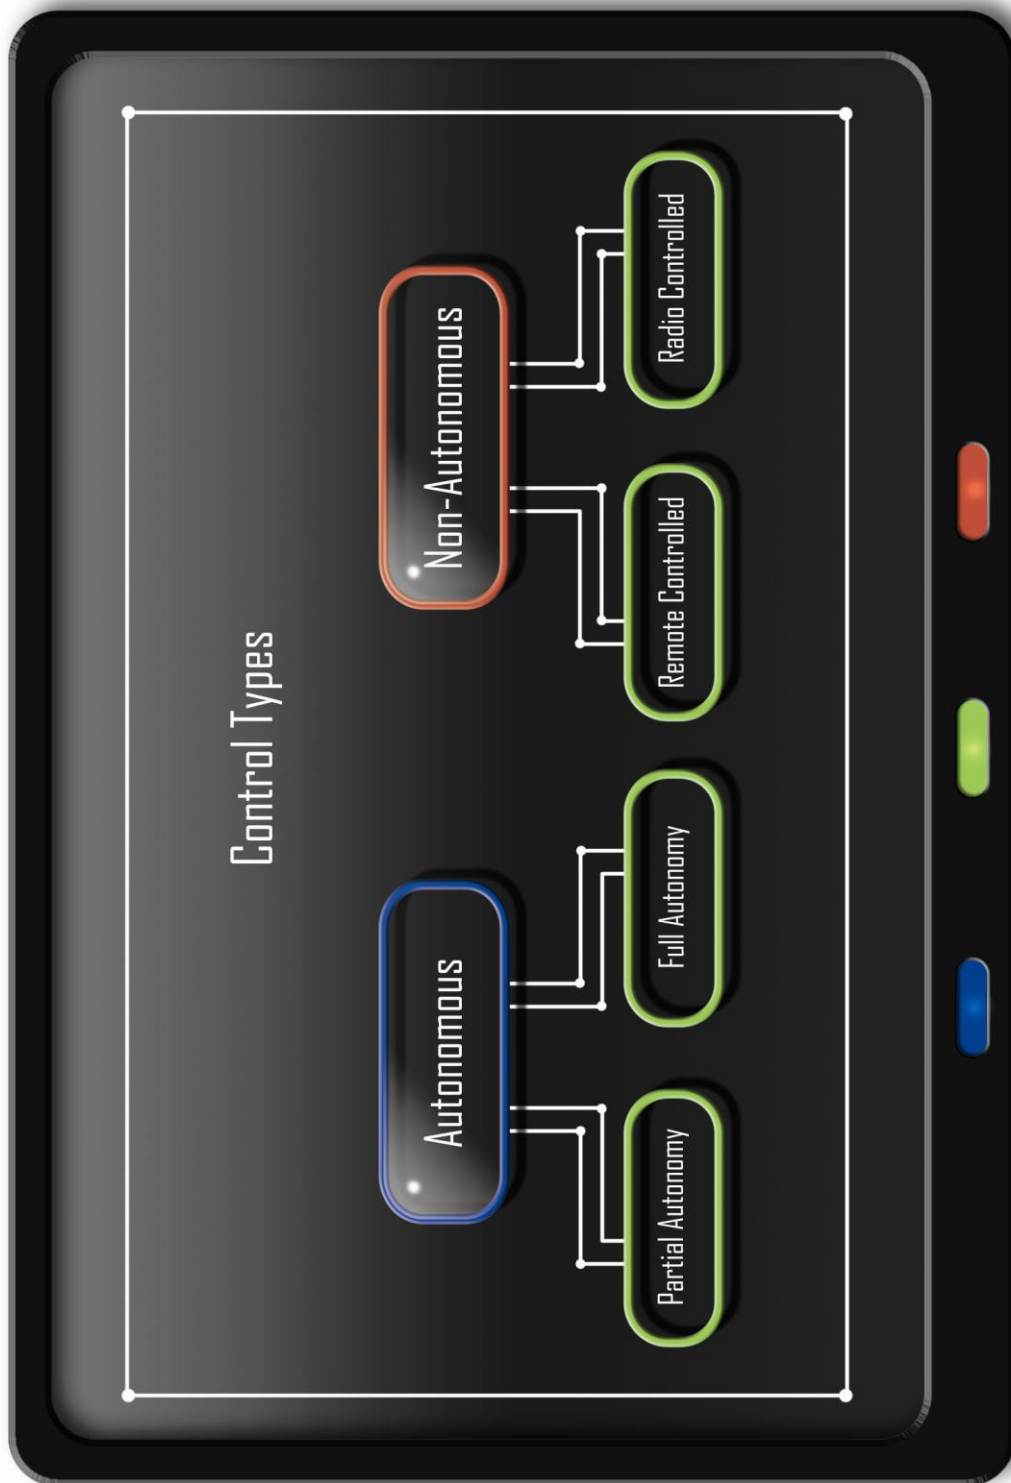 Control Types
Autonomous
Non-Autonomous
Partial Autonomy
Full Autonomy
Remote Controlled
Radio Controlled